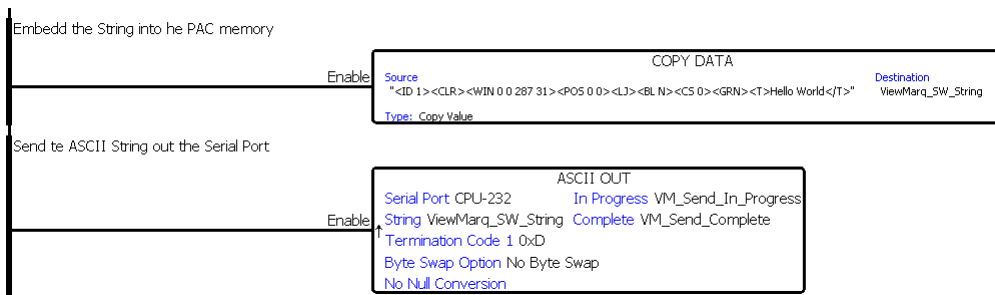 Embedd the String into he PAC memory
COPY DATA
Enable
Source Destination
"<ID 1><CLR><WIN 0 0 287 31><POS 0 0><LJ><BL N><CS 0><GRN><T>Hello World</T>" ViewMarq_SW_String
Type: Copy Value
Send te ASCII String out the Serial Port
ASCII OUT
Serial Port CPU-232 In Progress VM_Send_In_Progress
Enable String ViewMarq_SW_String Complete VM_Send_Complete
Termination Code 1 0xD
Byte Swap Option No Byte Swap
No Null Conversion